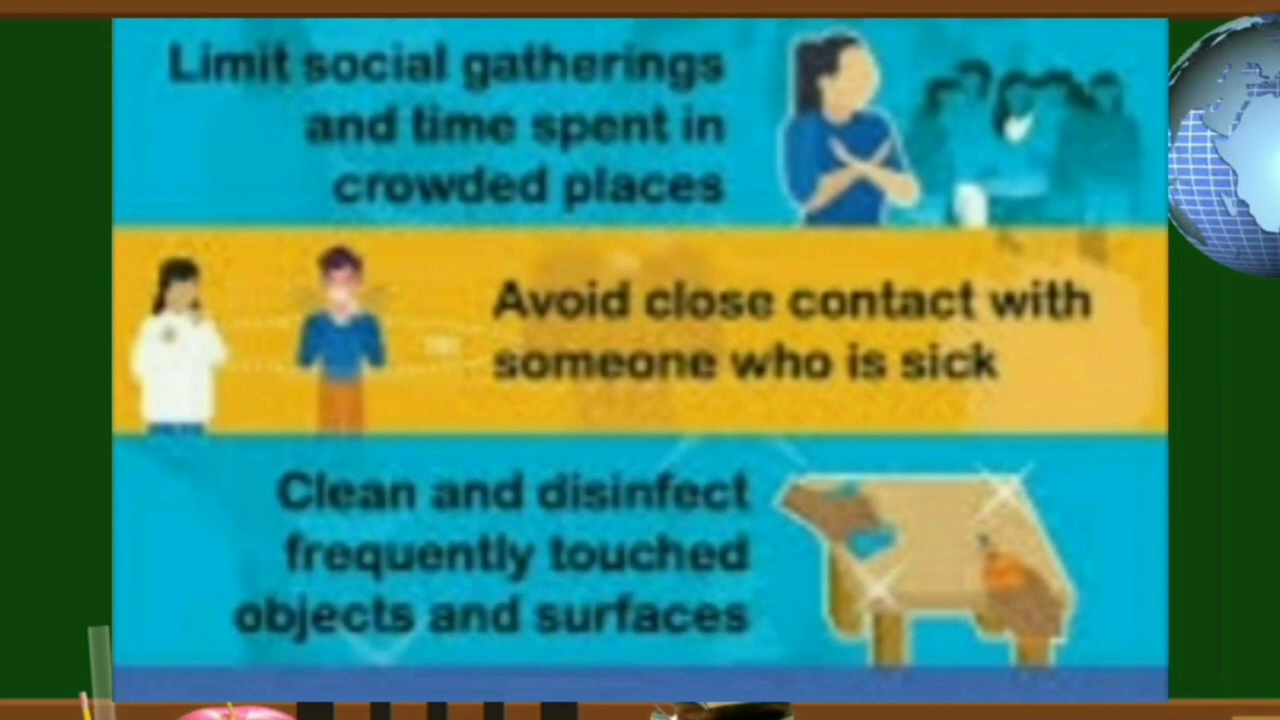 Limit social gatherings
and time spent in
crowded places
Avoid close contact with
someone who is sick
Clean and disinfect
frequently touched
objects and surfaces